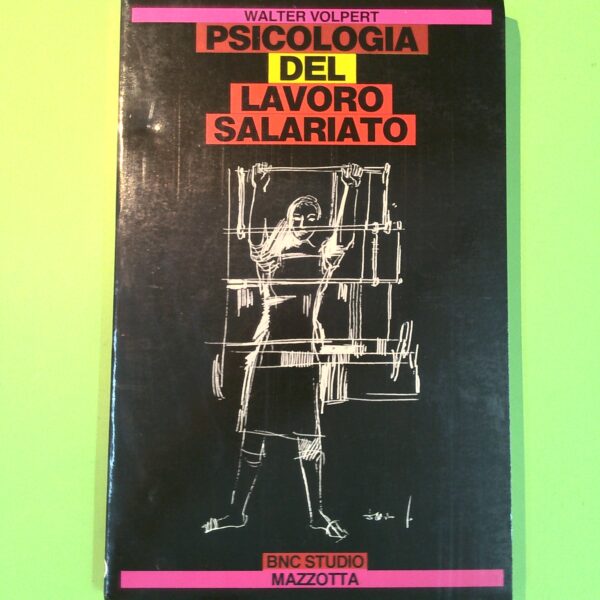 WALTER VOLPERT
PSICOLOGIA
DEL
LAVORO
SALARIATO
BNC STUDIO
MAZZOTTA